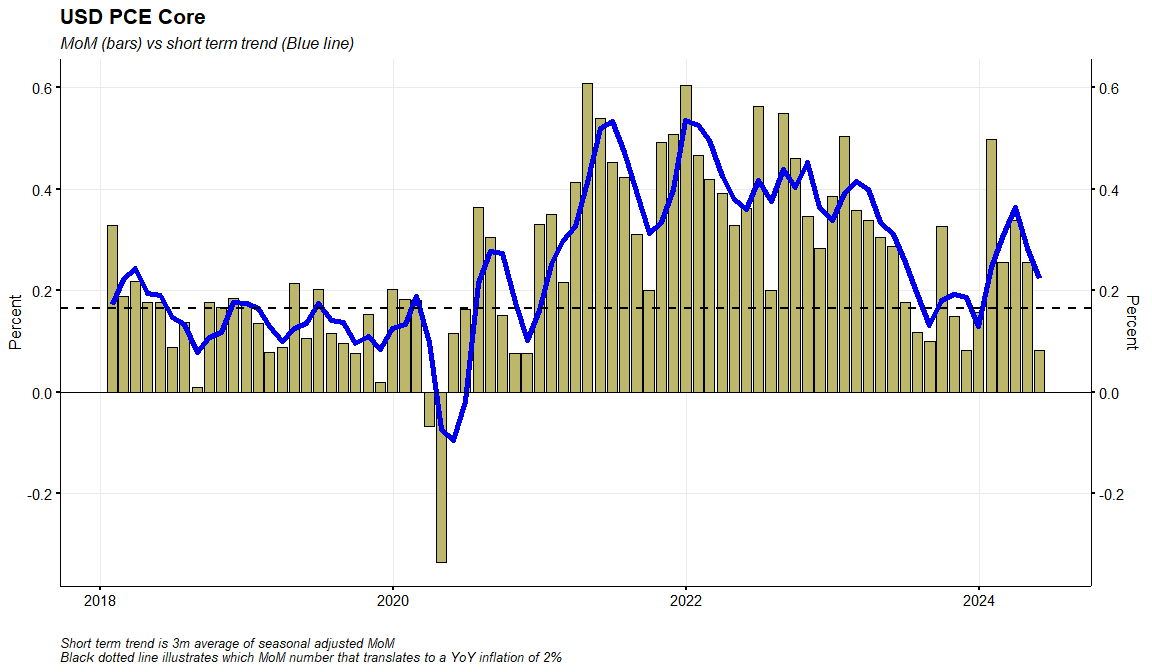 USD PCE Core
MoM (bars) vs short term trend (Blue line)
0.6
0.4
0.2
0.0
-0.2
Percent
0.6
0.4
0.2
0.0
-0.2
Percent
2018
2020
2022
2024
Short term trend is 3m average of seasonal adjusted MoM
Black dotted line illustrates which MoM number that translates to a YoY inflation of 2%